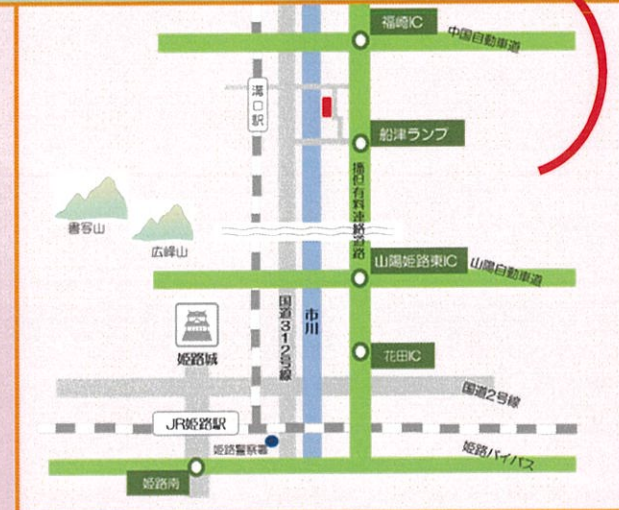 福崎IC
中国自動車道
溝口駅
船津ランプ
播但有料連絡道路
書写山
広峰山
山陽姫路東IC
山陽自動車道
国道312号線
市川
姫路城
花田IC
国道2号線
JR姫路駅
姫路警察署
姫路バイパス
姫路南